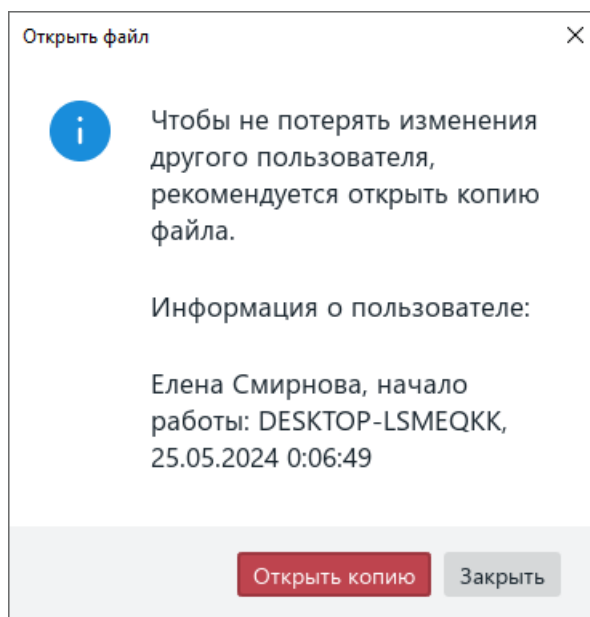 Открыть файл
Чтобы не потерять изменения
другого пользователя,
рекомендуется открыть копию
файла.
Информация о пользователе:
Елена Смирнова, начало
работы: DESKTOP-LSMEQKK,
25.05.2024 0:06:49
Открыть копию
Закрыть